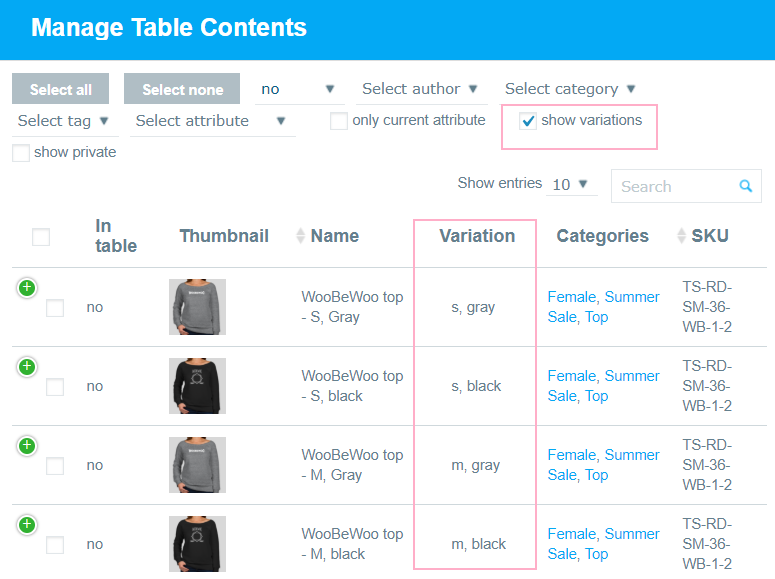 Manage Table Contents
Select all Select none no Select author Select category
Select tag Select attribute only current attribute show variations
show private
Show entries 10 Search
In table Thumbnail Name Variation Categories SKU
no WooBeWoo top - S, Gray s, gray Female, Summer Sale, Top TS-RD-SM-36-WB-1-2
no WooBeWoo top - S, black s, black Female, Summer Sale, Top TS-RD-SM-36-WB-1-2
no WooBeWoo top - M, Gray m, gray Female, Summer Sale, Top TS-RD-SM-36-WB-1-2
no WooBeWoo top - M, black m, black Female, Summer Sale, Top TS-RD-SM-36-WB-1-2